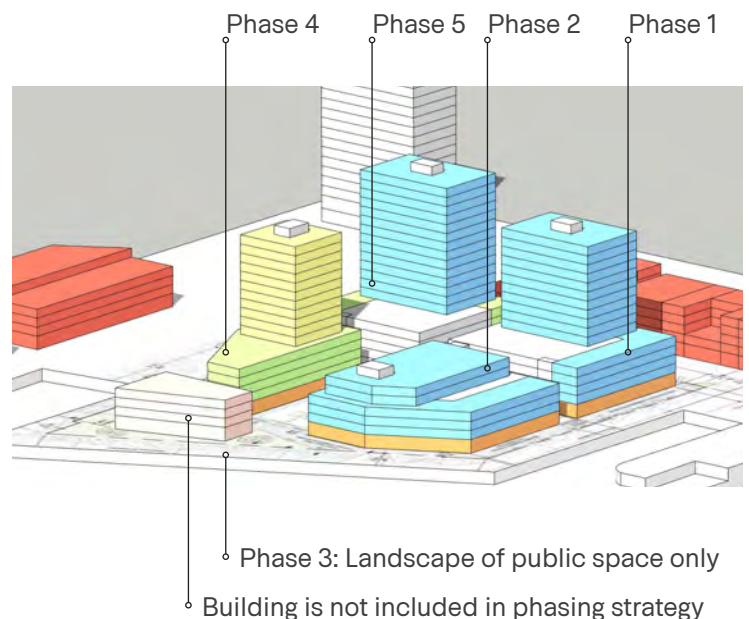 Phase 4
Phase 5
Phase 2
Phase 1
Phase 3: Landscape of public space only
Building is not included in phasing strategy